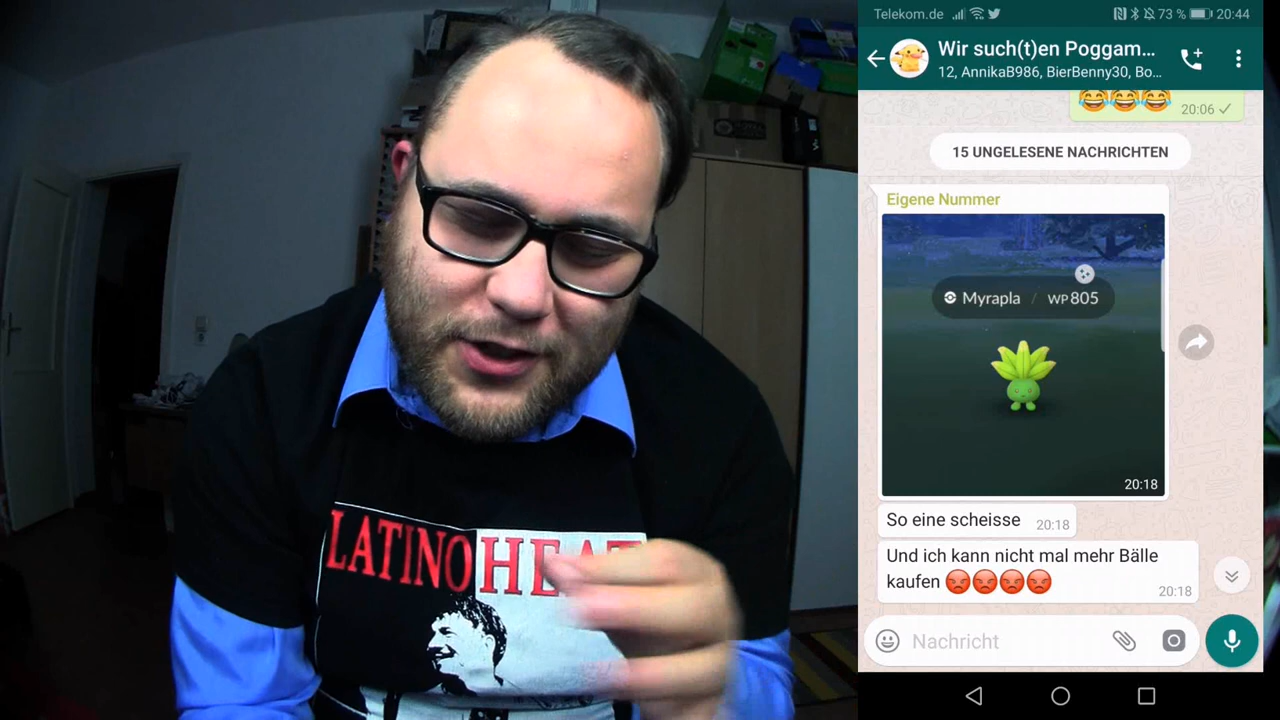 LATINO HEAT
Telekom.de
73 % 20:44
Wir such(t)en Poggam...
12, AnnikaB986, BierBenny30, Bo...
😂😂😂 20:06
15 UNGELESENE NACHRICHTEN
Eigene Nummer
Myrapla / WP805
20:18
So eine scheisse 20:18
Und ich kann nicht mal mehr Bälle
kaufen 😡😡😡😡 20:18
Nachricht